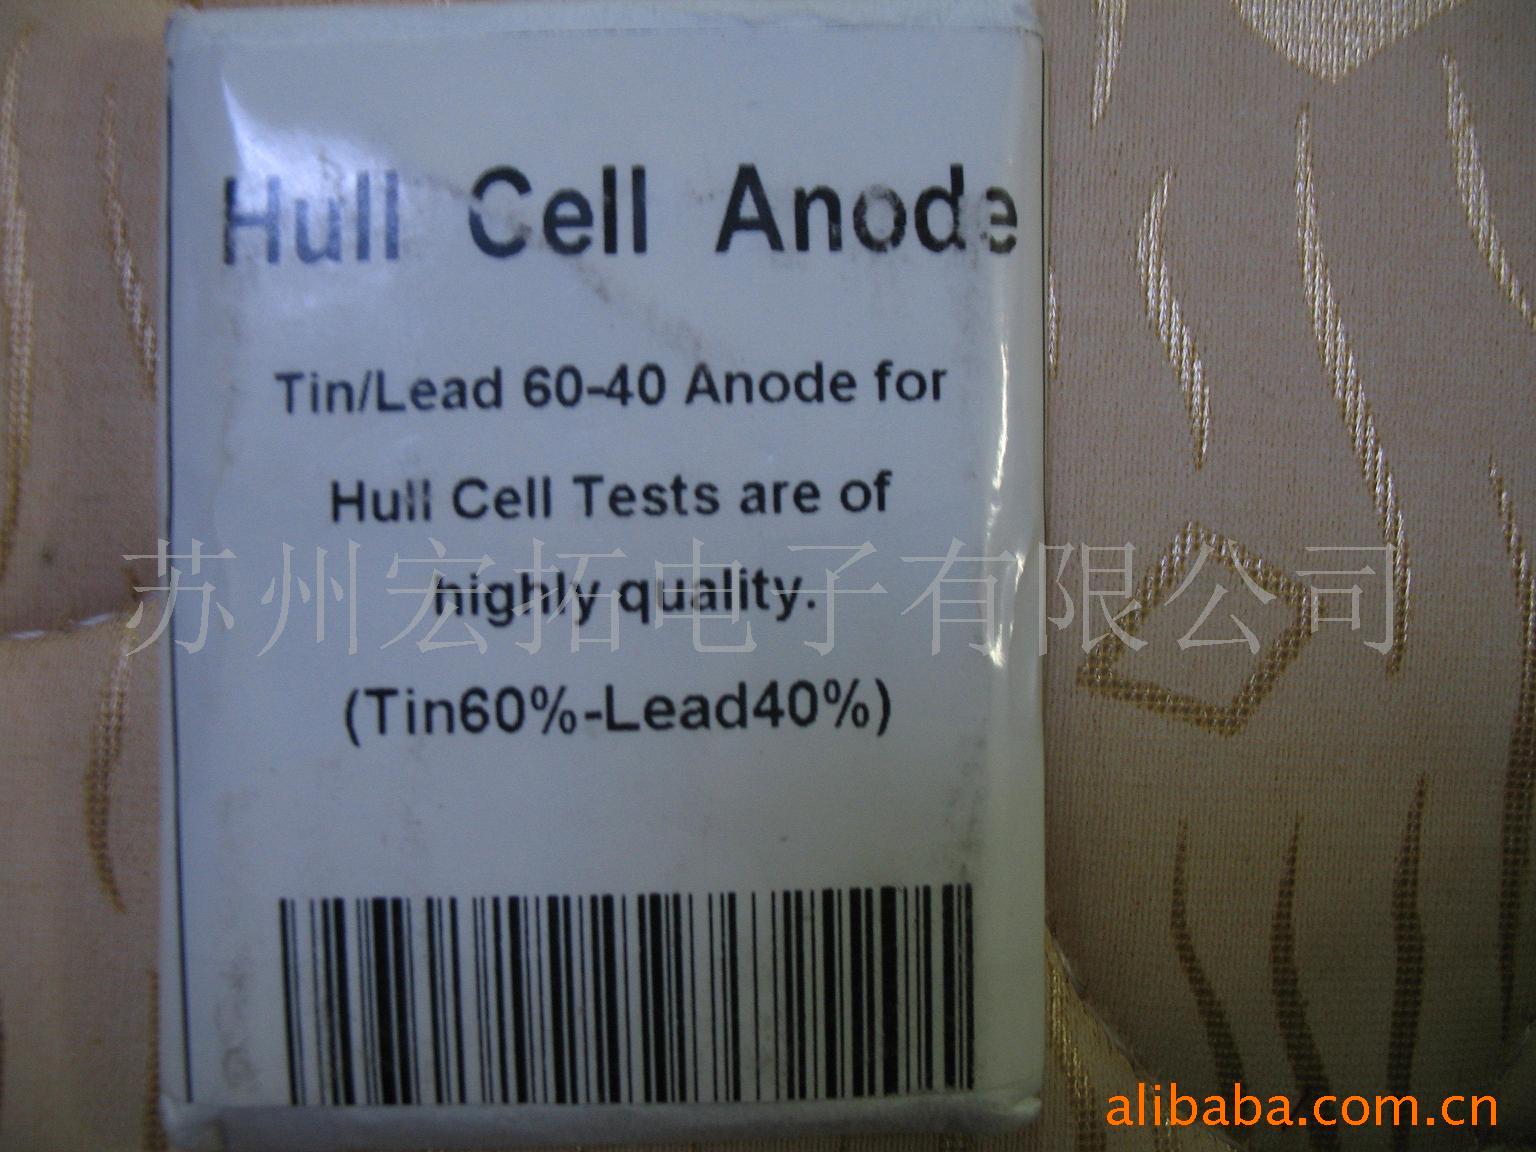 Hull Cell Anode
Tin/Lead 60-40 Anode for
Hull Cell Tests are of
highly quality.
苏州宏拓电子有限公司
(Tin60%-Lead40%)
alibaba.com.cn